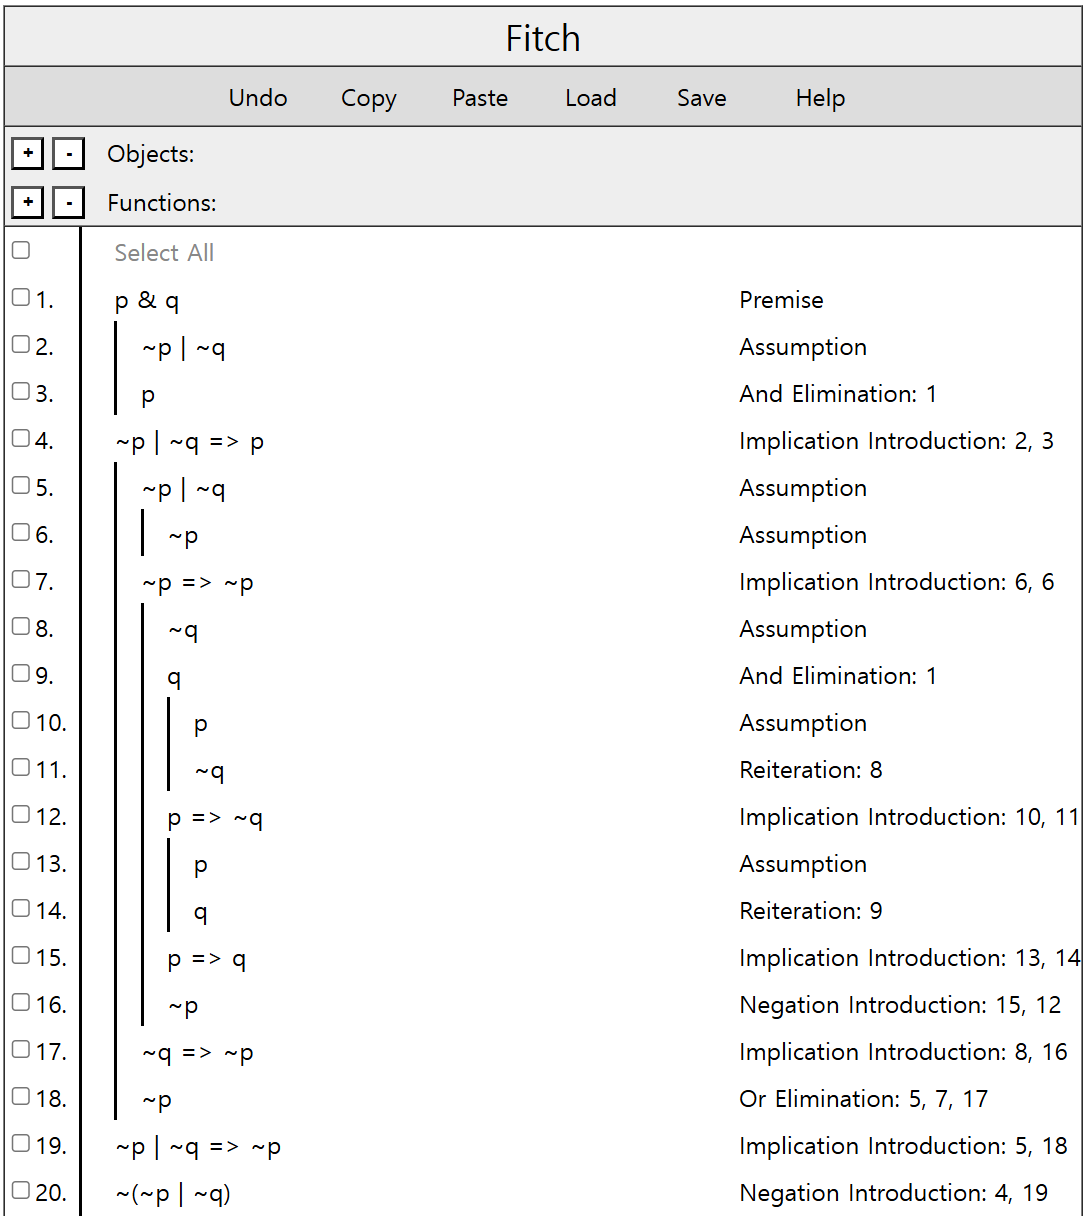 Fitch
Undo Copy Paste Load Save Help
+ - Objects:
+ - Functions:
Select All
1. p & q Premise
2. ~p | ~q Assumption
3. p And Elimination: 1
4. ~p | ~q => p Implication Introduction: 2, 3
5. ~p | ~q Assumption
6. ~p Assumption
7. ~p => ~p Implication Introduction: 6, 6
8. ~q Assumption
9. q And Elimination: 1
10. p Assumption
11. ~q Reiteration: 8
12. p => ~q Implication Introduction: 10, 11
13. p Assumption
14. q Reiteration: 9
15. p => q Implication Introduction: 13, 14
16. ~p Negation Introduction: 15, 12
17. ~q => ~p Implication Introduction: 8, 16
18. ~p Or Elimination: 5, 7, 17
19. ~p | ~q => ~p Implication Introduction: 5, 18
20. ~(~p | ~q) Negation Introduction: 4, 19